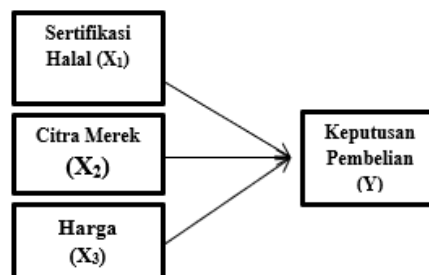 Sertifikasi
Halal (X₁)
Citra Merek
(X₂)
Harga
(X₃)
Keputusan
Pembelian
(Y)